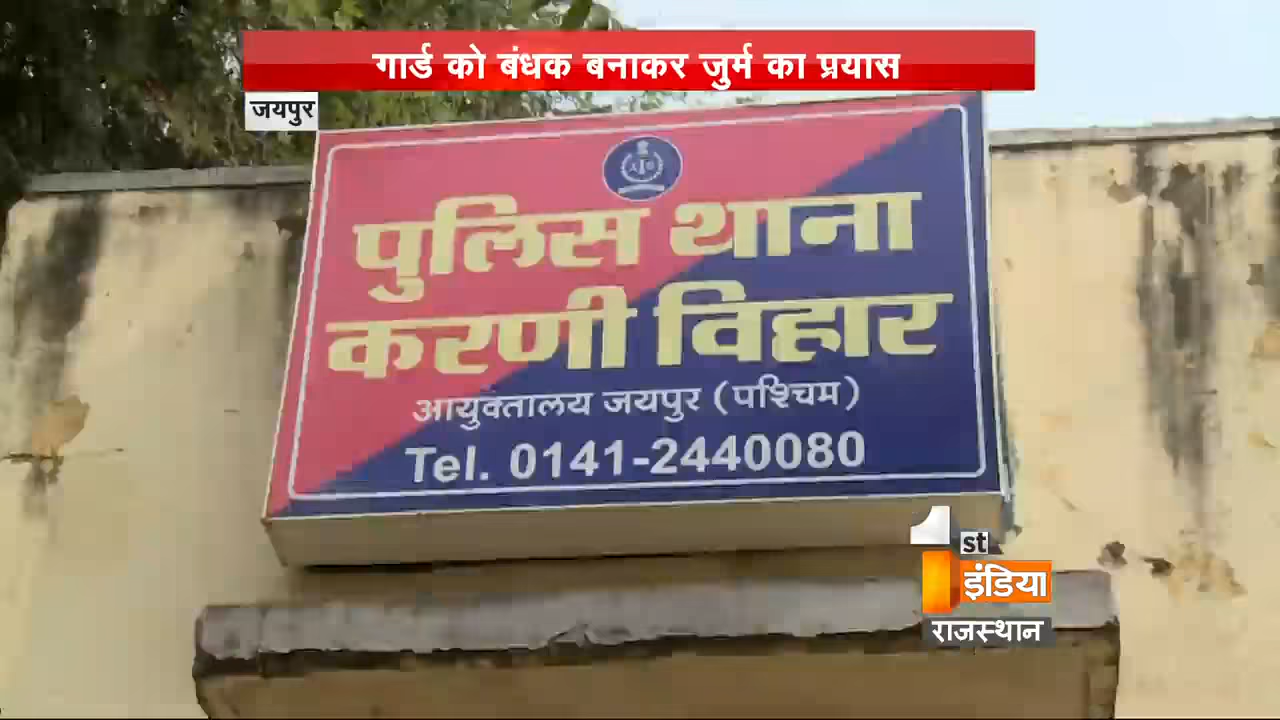 गार्ड को बंधक बनाकर जुर्म का प्रयास
जयपुर
पुलिस थाना
करणी विहार
आयुक्तालय जयपुर (पश्चिम)
Tel. 0141-2440080
1st
इंडिया
राजस्थान